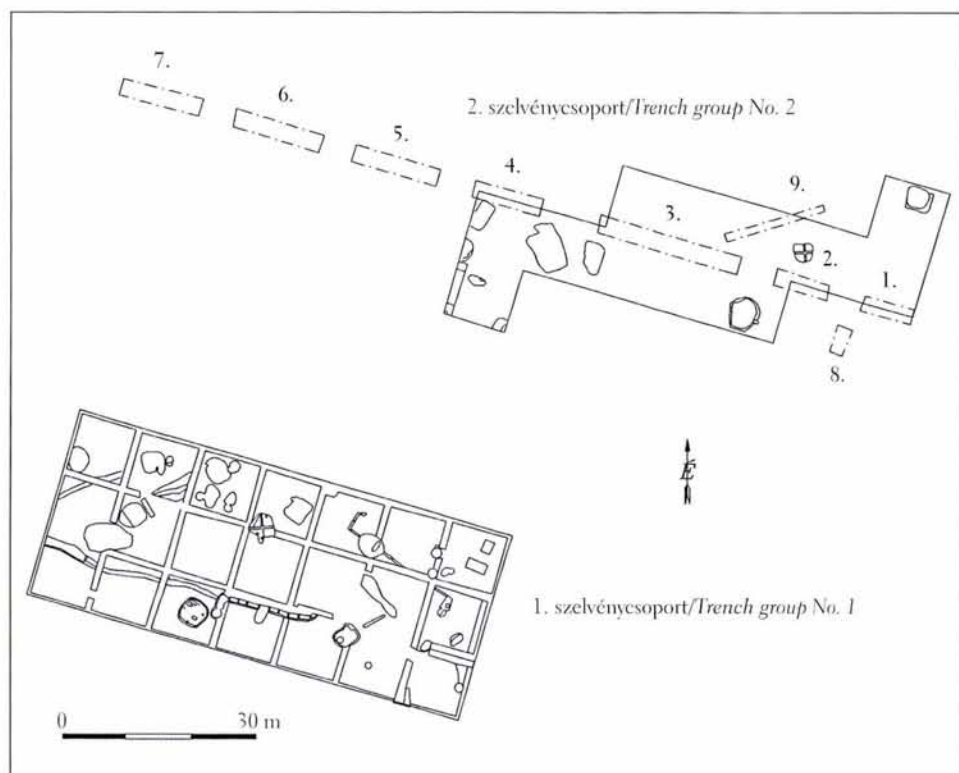 7.
6.
2. szelvénycsoport/Trench group No. 2
5.
4.
9.
3.
2.
1.
8.
É
1. szelvénycsoport/Trench group No. 1
0 30 m